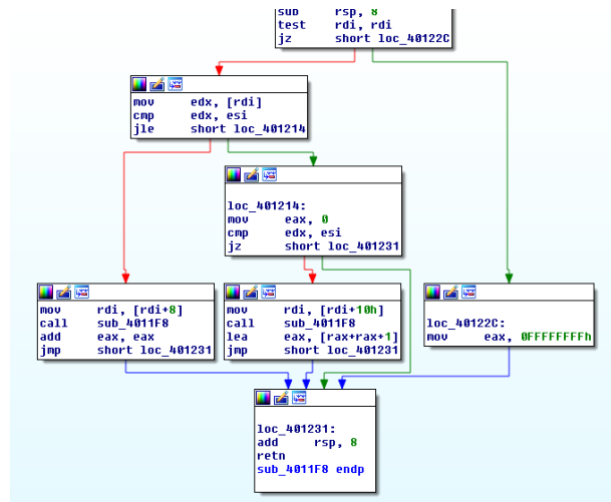 sub rsp, 8
test rdi, rdi
jz short loc_40122C
mov edx, [rdi]
cmp edx, esi
jle short loc_401214
loc_401214:
mov eax, 0
cmp edx, esi
jz short loc_401231
mov rdi, [rdi+8]
call sub_4011F8
add eax, eax
jmp short loc_401231
mov rdi, [rdi+10h]
call sub_4011F8
lea eax, [rax+rax+1]
jmp short loc_401231
loc_40122C:
mov eax, 0FFFFFFFFh
loc_401231:
add rsp, 8
retn
sub_4011F8 endp